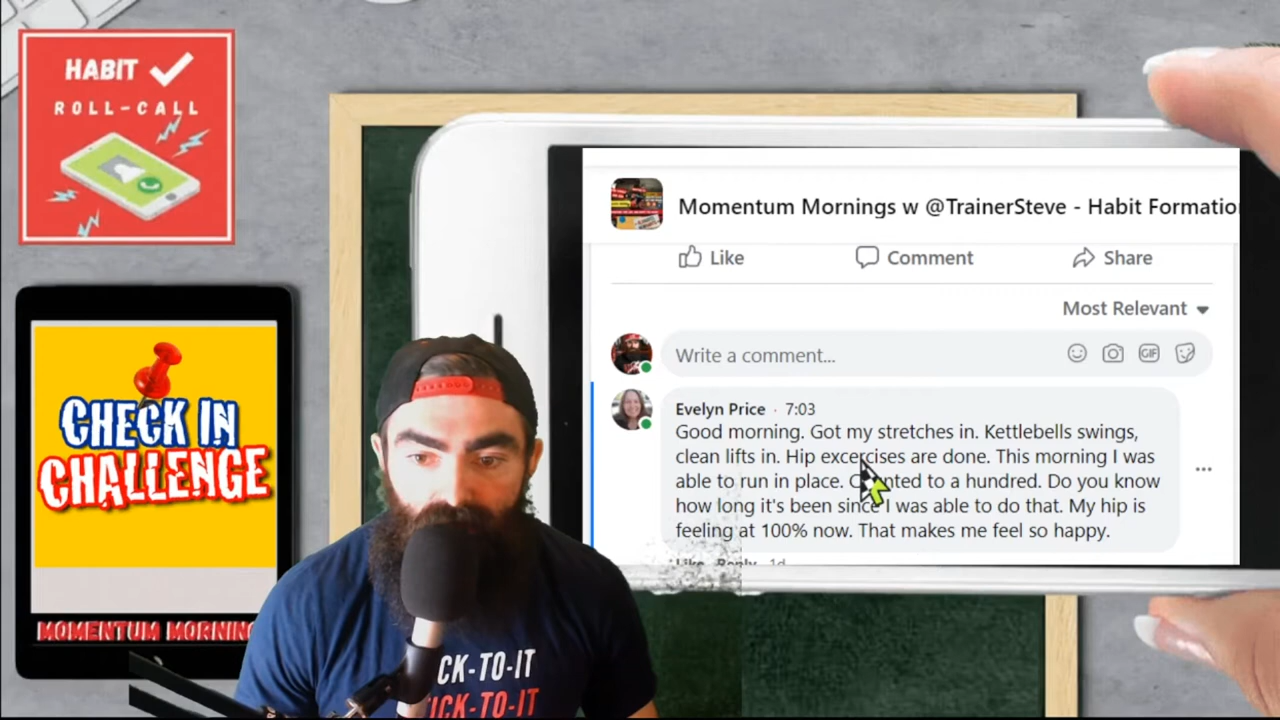 HABIT
ROLL-CALL
CHECK IN
CHALLENGE
MOMENTUM
Momentum Mornings w @TrainerSteve - Habit
Like
Comment
Share
Most Relevant
Write a comment...
GIF
Evelyn Price · 7:03
Good morning. Got my stretches in. Kettlebells swings,
clean lifts in. Hip excercises are done. This morning I was
able to run in place. to a hundred. Do you know
how long it's been since I was able to do that. My hip is
feeling at 100% now. That makes me feel so happy.
Like Reply 1d
CK-TO-IT
ICK-TO-IT